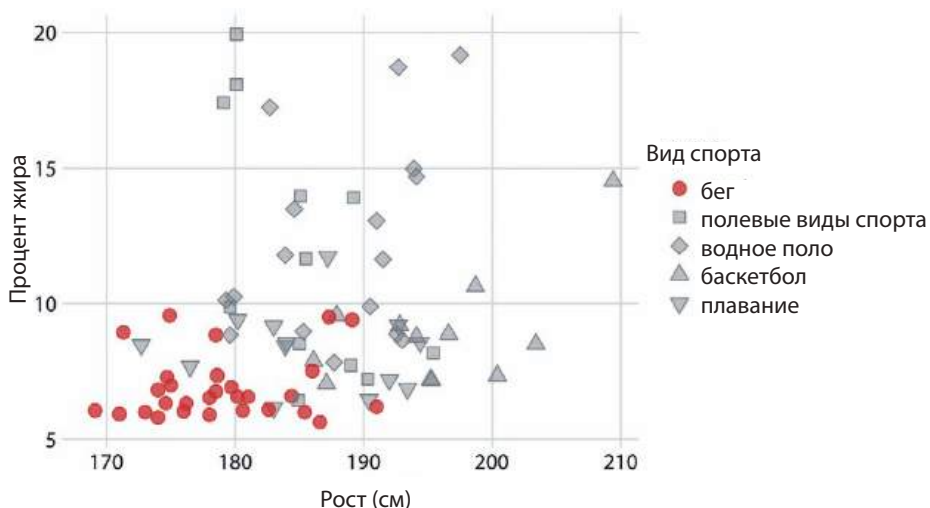 20
15
10
5
Процент жира
170 180 190 200 210
Рост (см)
Вид спорта
бег
полевые виды спорта
водное поло
баскетбол
плавание